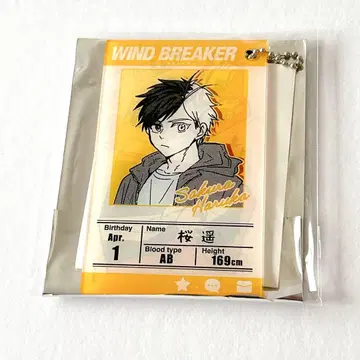 WIND BREAKER
Sakura
Haruka
Birthday
Apr.
1
Name
桜 遥
Blood type
AB
Height
169cm